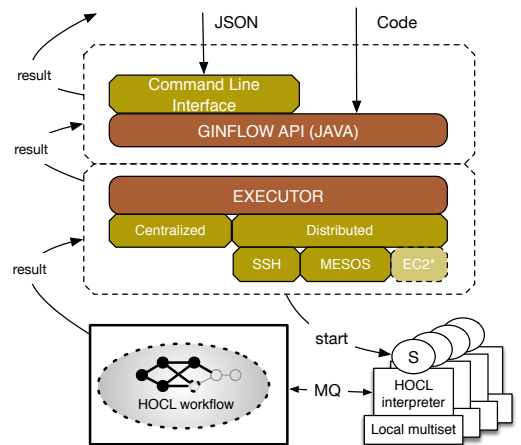 JSON
Code
result
Command Line
Interface
GINFLOW API (JAVA)
result
EXECUTOR
Centralized
Distributed
SSH
MESOS
EC2*
result
start
S
HOCL workflow
MQ
HOCL
interpreter
Local multiset